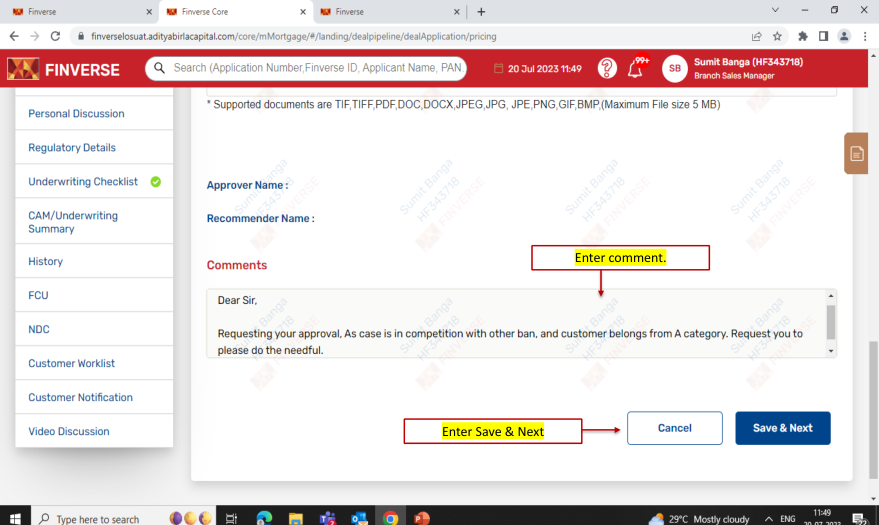 Finverse
Finverse Core
Finverse
finverselosuat.adityabirlacapital.com/core/mMortgage/#/landing/dealpipeline/dealApplication/pricing
FINVERSE
Search (Application Number,Finverse ID, Applicant Name, PAN
20 Jul 2023 11:49
99+
SB
Sumit Banga (HF343718)
Branch Sales Manager
* Supported documents are TIF,TIFF,PDF,DOC,DOCX,JPEG,JPG, JPE,PNG,GIF,BMP,(Maximum File size 5 MB)
Personal Discussion
Regulatory Details
Underwriting Checklist
CAM/Underwriting
Summary
History
FCU
NDC
Customer Worklist
Customer Notification
Video Discussion
Approver Name :
Recommender Name :
Comments
Enter comment.
Dear Sir,
Requesting your approval, As case is in competition with other ban, and customer belongs from A category. Request you to
please do the needful.
Enter Save & Next
Cancel
Save & Next
Sumit Banga
HF343718
FINVERSE
Type here to search
29°C Mostly cloudy
ENG
11:49
20-07-2023